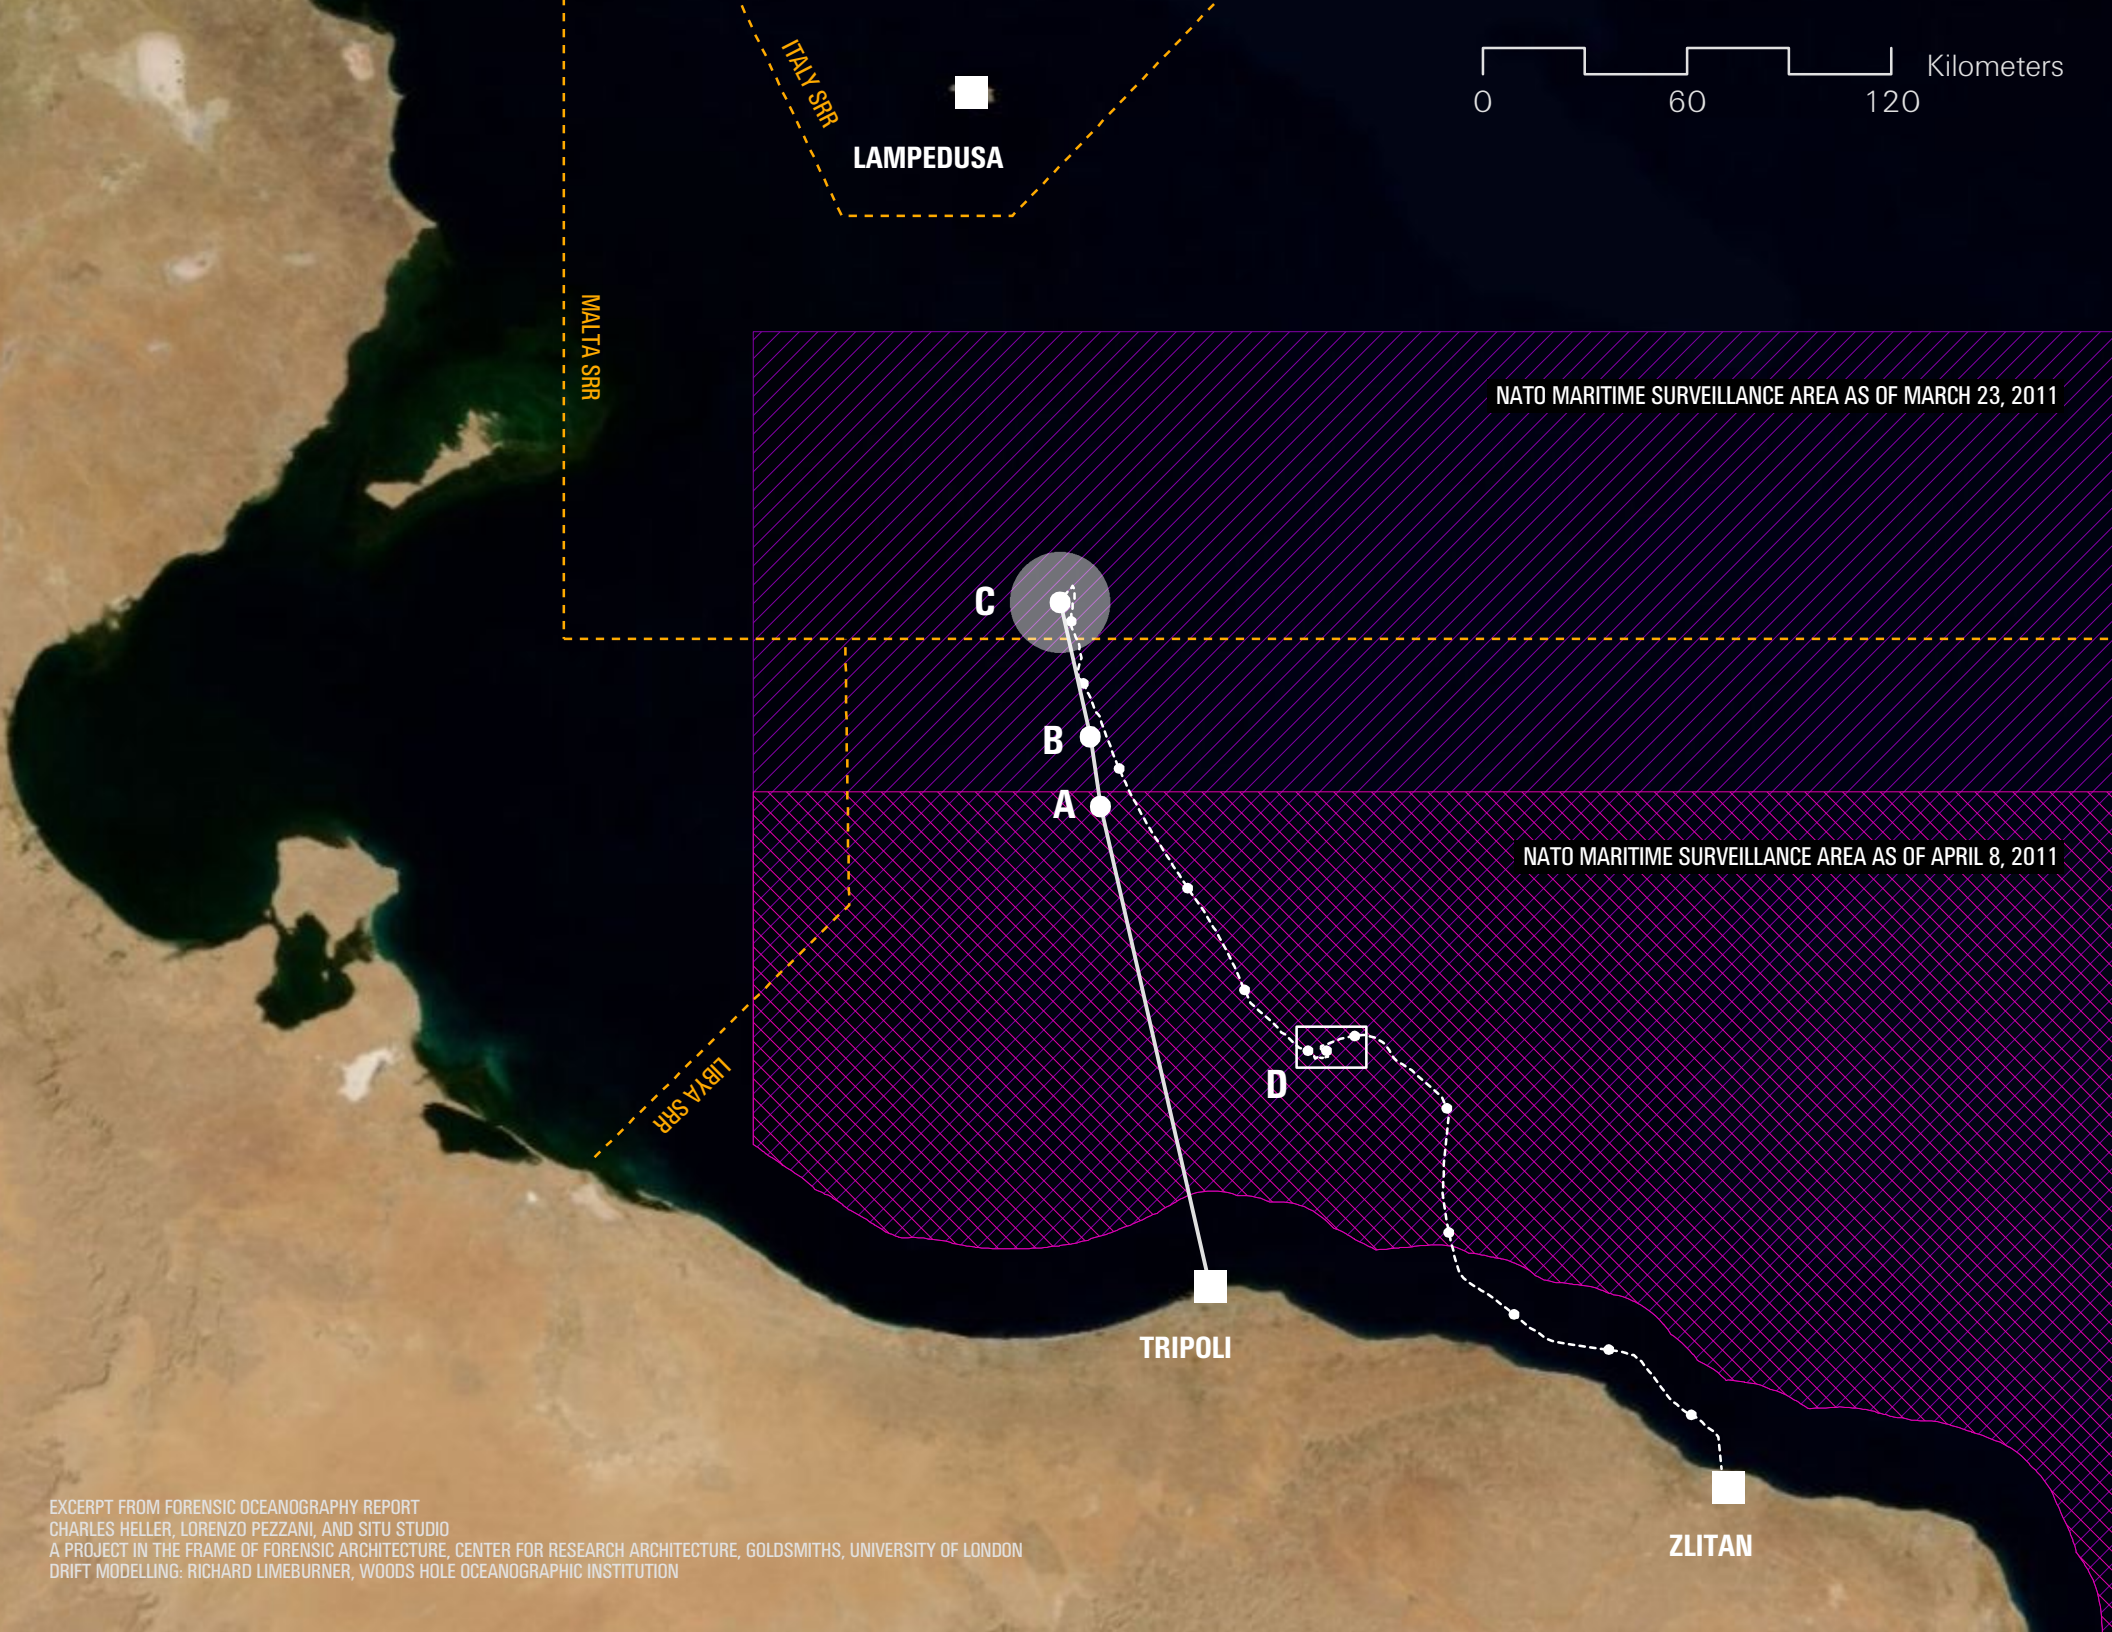 Kilometers
0 60 120
ITALY SRR
LAMPEDUSA
MALTA SRR
NATO MARITIME SURVEILLANCE AREA AS OF MARCH 23, 2011
C
B
A
NATO MARITIME SURVEILLANCE AREA AS OF APRIL 8, 2011
D
LIBYA SRR
TRIPOLI
ZLITAN
EXCERPT FROM FORENSIC OCEANOGRAPHY REPORT
CHARLES HELLER, LORENZO PEZZANI, AND SITU STUDIO
A PROJECT IN THE FRAME OF FORENSIC ARCHITECTURE, CENTER FOR RESEARCH ARCHITECTURE, GOLDSMITHS, UNIVERSITY OF LONDON
DRIFT MODELLING: RICHARD LIMEBURNER, WOODS HOLE OCEANOGRAPHIC INSTITUTION